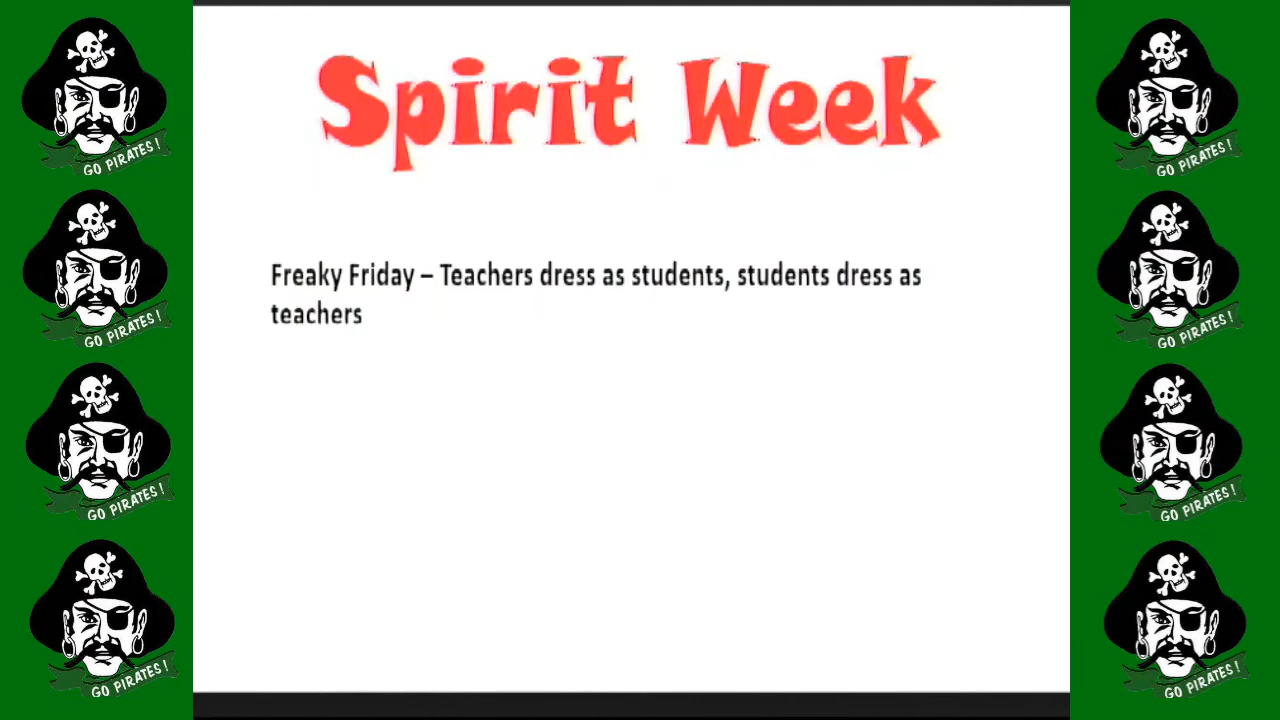 Spirit Week
Freaky Friday – Teachers dress as students, students dress as
teachers
GO PIRATES!
GO PIRATES!
GO PIRATES!
GO PIRATES!
GO PIRATES!
GO PIRATES!
GO PIRATES!
GO PIRATES!